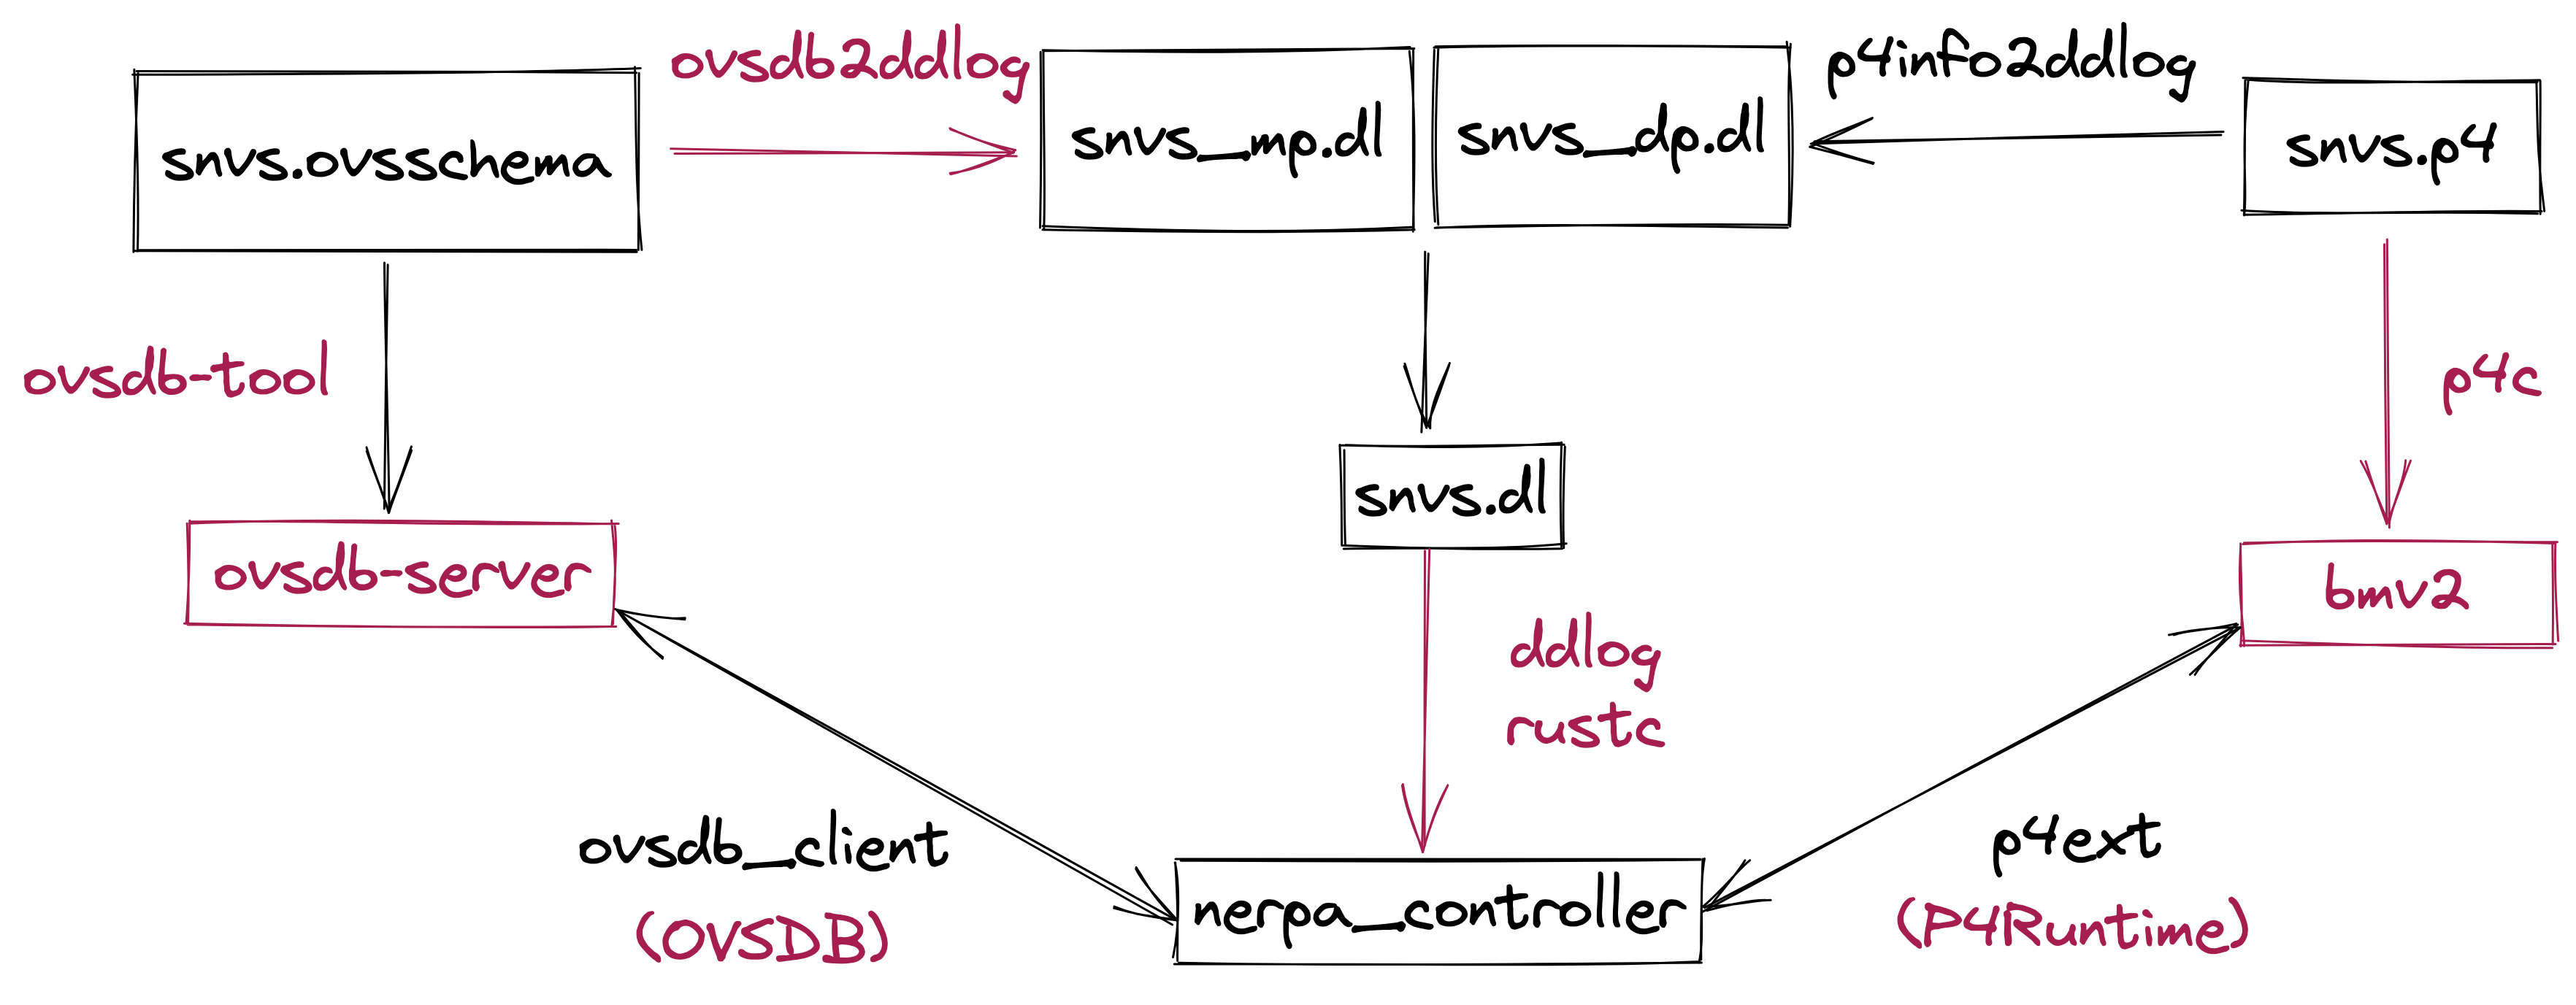 ovsdb2ddlog
p4info2ddlog
snvs.ovsschema
snvs_mp.dl
snvs_dp.dl
snvs.p4
ovsdb-tool
p4c
snvs.dl
ovsdb-server
bmv2
ddlog
rustc
ovsdb_client
(OVSDB)
p4ext
(P4Runtime)
nerpa_controller